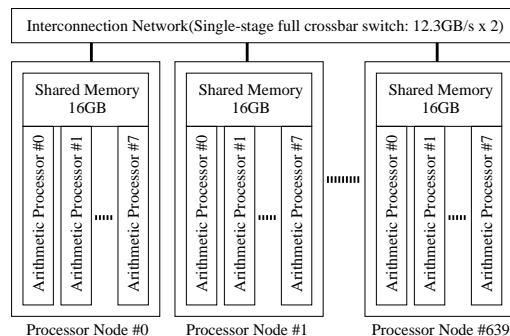 Interconnection Network(Single-stage full crossbar switch: 12.3GB/s x 2)
Shared Memory
16GB
Arithmetic Processor #0
Arithmetic Processor #1
Arithmetic Processor #7
Processor Node #0
Shared Memory
16GB
Arithmetic Processor #0
Arithmetic Processor #1
Arithmetic Processor #7
Processor Node #1
Shared Memory
16GB
Arithmetic Processor #0
Arithmetic Processor #1
Arithmetic Processor #7
Processor Node #639